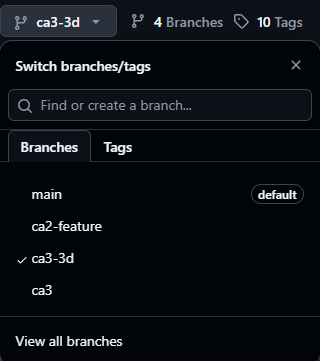 ca3-3d 4 Branches 10 Tags
Switch branches/tags
Find or create a branch...
Branches Tags
main default
ca2-feature
ca3-3d
ca3
View all branches